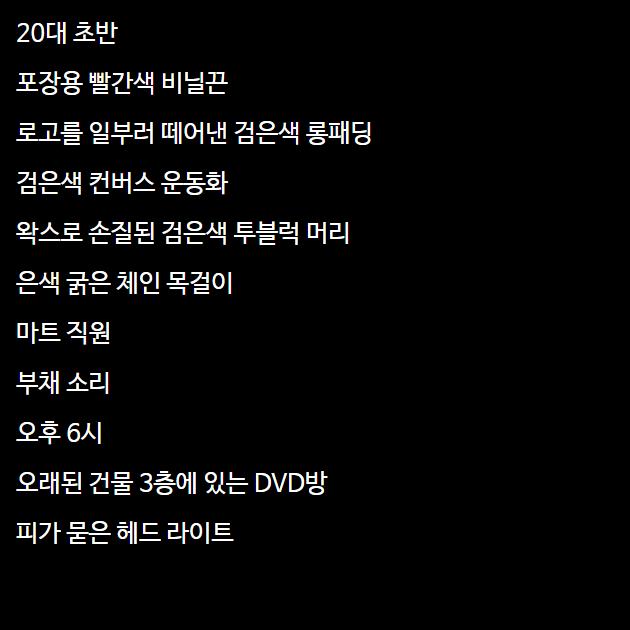 20대 초반
포장용 빨간색 비닐끈
로고를 일부러 떼어낸 검은색 롱패딩
검은색 컨버스 운동화
왁스로 손질된 검은색 투블럭 머리
은색 굵은 체인 목걸이
마트 직원
부채 소리
오후 6시
오래된 건물 3층에 있는 DVD방
피가 묻은 헤드 라이트